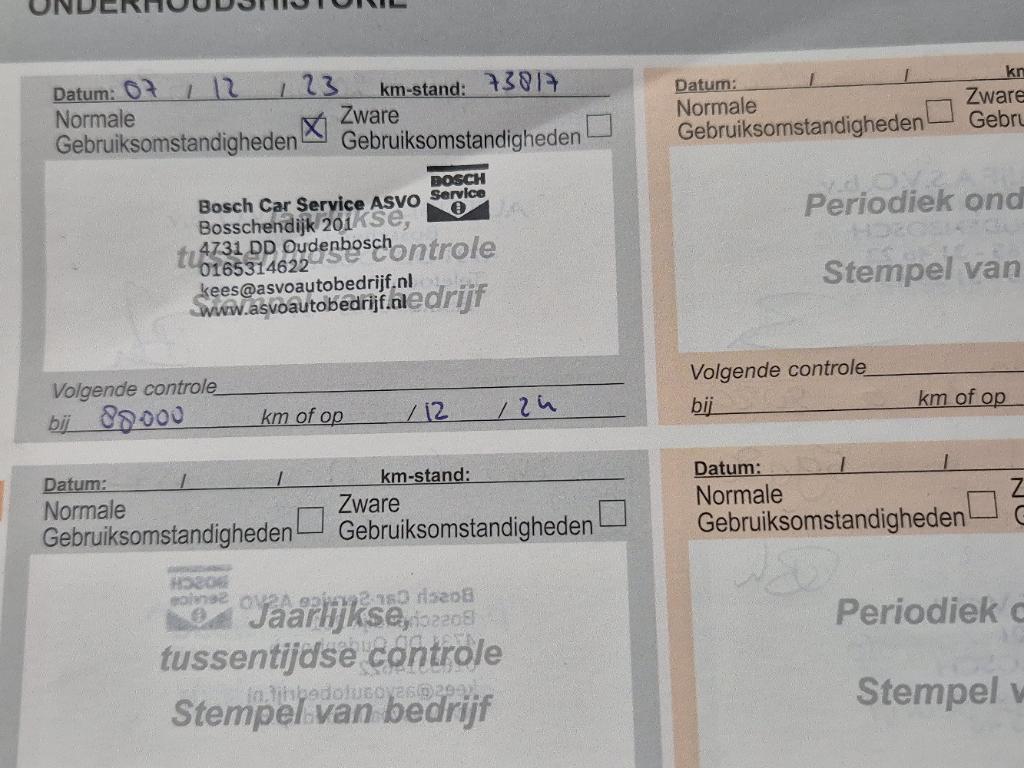 ONDERHOUDSHISTORIE
Datum: 07 / 12 / 23 km-stand: 73817
Normale
Gebruiksomstandigheden X
Zware
Gebruiksomstandigheden
BOSCH
Service
Bosch Car Service ASVO
Bosschendijk 201
4731 DD Oudenbosch
0165314622
kees@asvoautobedrijf.nl
www.asvoautobedrijf.nl
Jaarlijkse,
tussentijdse controle
Stempel van bedrijf
Volgende controle
bij 88000 km of op / 12 / 24
Datum: / /
Normale
Gebruiksomstandigheden
Zware
Gebru
Periodiek ond
Stempel van
Volgende controle
bij km of op
Datum: / / km-stand:
Normale
Gebruiksomstandigheden
Zware
Gebruiksomstandigheden
Jaarlijkse,
tussentijdse controle
Stempel van bedrijf
Datum: / /
Normale
Gebruiksomstandigheden
Periodiek
Stempel